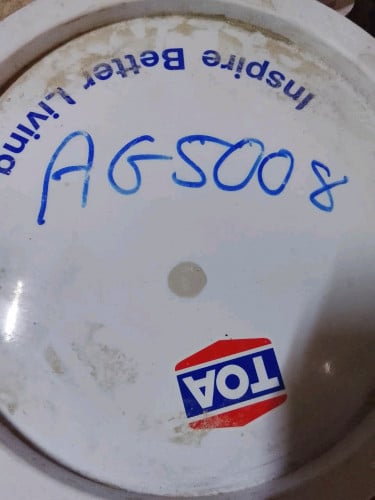 Inspire Better Living
AG5008
TOA